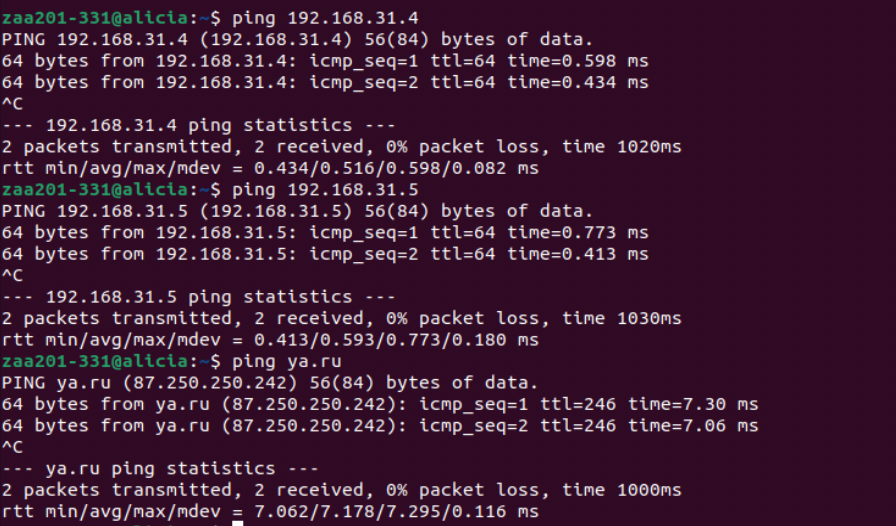 zaa201-331@alicia:~$ ping 192.168.31.4
PING 192.168.31.4 (192.168.31.4) 56(84) bytes of data.
64 bytes from 192.168.31.4: icmp_seq=1 ttl=64 time=0.598 ms
64 bytes from 192.168.31.4: icmp_seq=2 ttl=64 time=0.434 ms
^C
--- 192.168.31.4 ping statistics ---
2 packets transmitted, 2 received, 0% packet loss, time 1020ms
rtt min/avg/max/mdev = 0.434/0.516/0.598/0.082 ms
zaa201-331@alicia:~$ ping 192.168.31.5
PING 192.168.31.5 (192.168.31.5) 56(84) bytes of data.
64 bytes from 192.168.31.5: icmp_seq=1 ttl=64 time=0.773 ms
64 bytes from 192.168.31.5: icmp_seq=2 ttl=64 time=0.413 ms
^C
--- 192.168.31.5 ping statistics ---
2 packets transmitted, 2 received, 0% packet loss, time 1030ms
rtt min/avg/max/mdev = 0.413/0.593/0.773/0.180 ms
zaa201-331@alicia:~$ ping ya.ru
PING ya.ru (87.250.250.242) 56(84) bytes of data.
64 bytes from ya.ru (87.250.250.242): icmp_seq=1 ttl=246 time=7.30 ms
64 bytes from ya.ru (87.250.250.242): icmp_seq=2 ttl=246 time=7.06 ms
^C
--- ya.ru ping statistics ---
2 packets transmitted, 2 received, 0% packet loss, time 1000ms
rtt min/avg/max/mdev = 7.062/7.178/7.295/0.116 ms